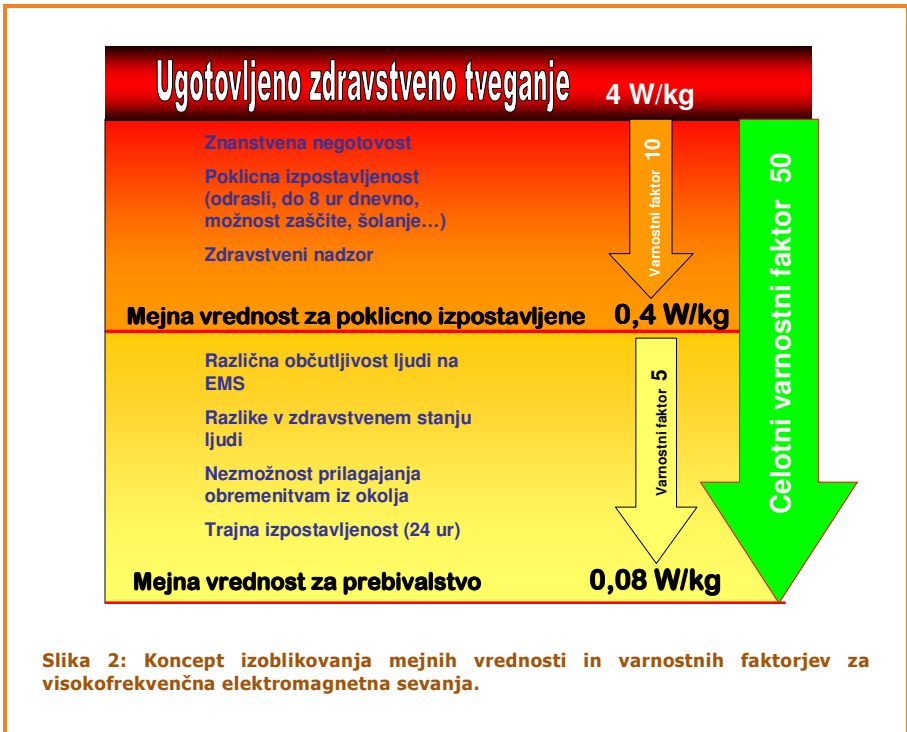 Ugotovljeno zdravstveno tveganje 4 W/kg
Znanstvena negotovost
Poklicna izpostavljenost
(odrasli, do 8 ur dnevno,
možnost zaščite, šolanje…)
Zdravstveni nadzor
Varnostni faktor 10
Mejna vrednost za poklicno izpostavljene 0,4 W/kg
Različna občutljivost ljudi na
EMS
Razlike v zdravstvenem stanju
ljudi
Nezmožnost prilagajanja
obremenitvam iz okolja
Trajna izpostavljenost (24 ur)
Varnostni faktor 5
Mejna vrednost za prebivalstvo 0,08 W/kg
Celotni varnostni faktor 50
Slika 2: Koncept izoblikovanja mejnih vrednosti in varnostnih faktorjev za
visokofrekvenčna elektromagnetna sevanja.